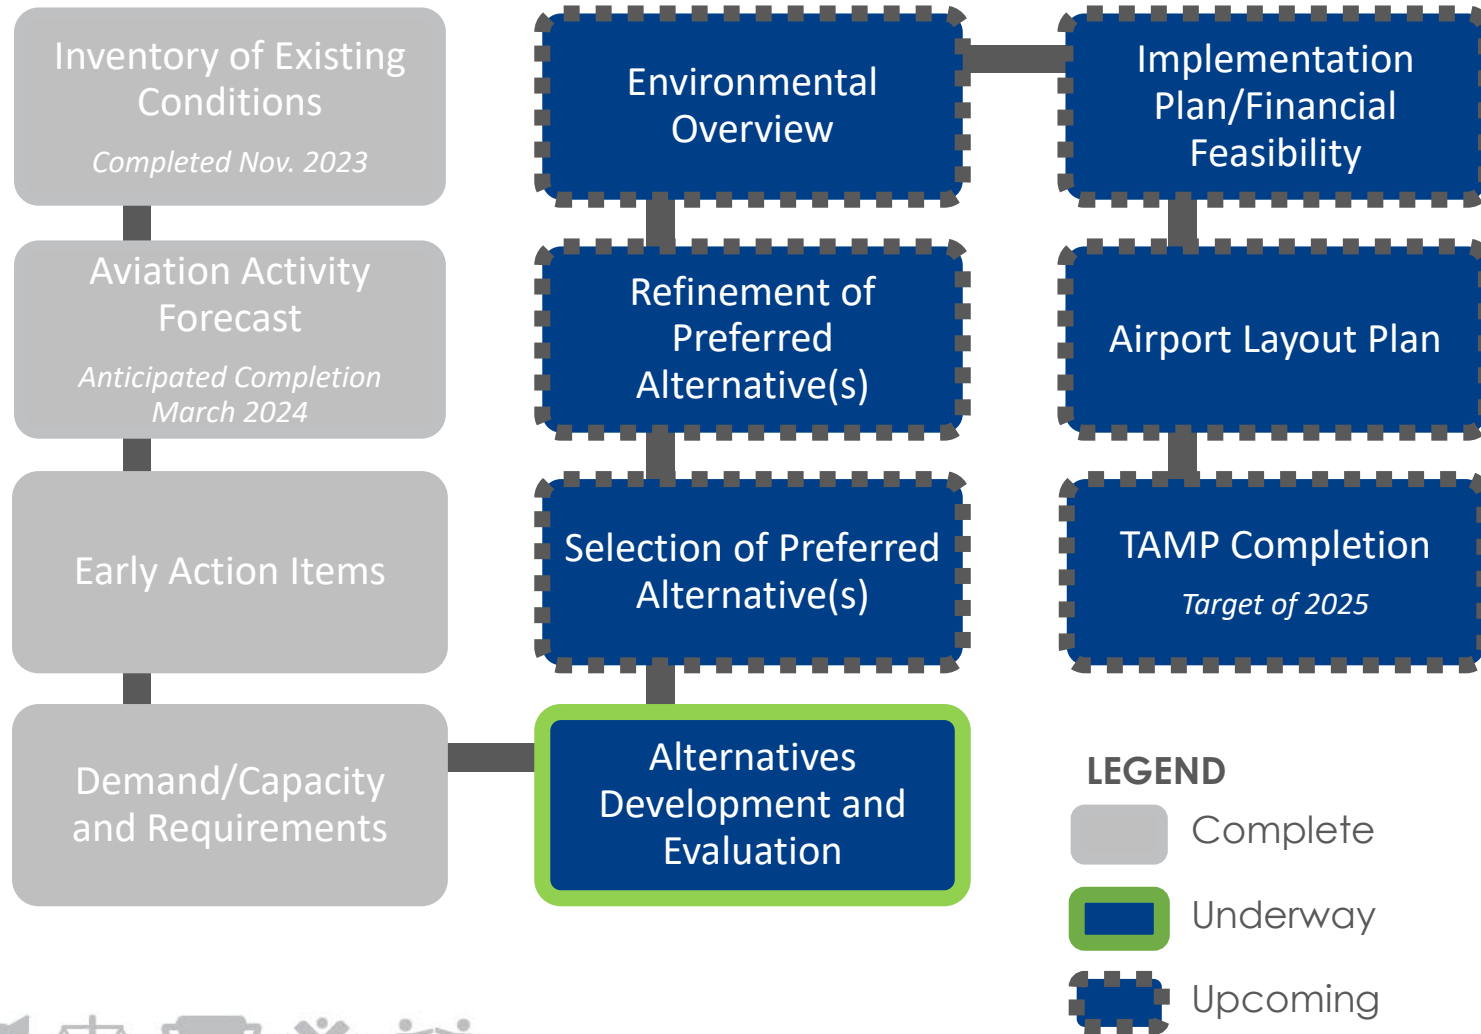 Inventory of Existing
Conditions
Completed Nov. 2023
Aviation Activity
Forecast
Anticipated Completion
March 2024
Early Action Items
Demand/Capacity
and Requirements
Alternatives
Development and
Evaluation
Selection of Preferred
Alternative(s)
Refinement of
Preferred
Alternative(s)
Environmental
Overview
Implementation
Plan/Financial
Feasibility
Airport Layout Plan
TAMP Completion
Target of 2025
LEGEND
Complete
Underway
Upcoming